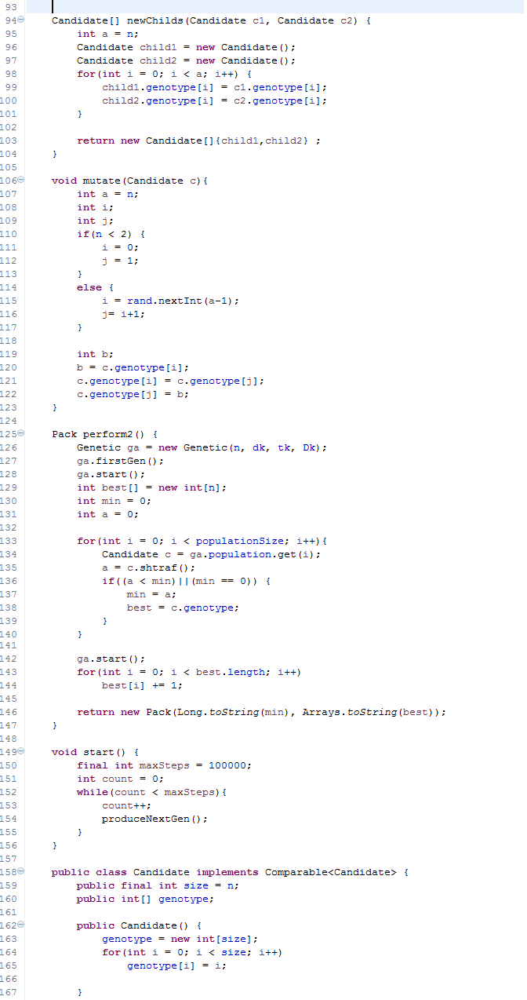 93
94 Candidate[] newChilds(Candidate c1, Candidate c2) {
95 int a = n;
96 Candidate child1 = new Candidate();
97 Candidate child2 = new Candidate();
98 for(int i = 0; i < a; i++) {
99 child1.genotype[i] = c1.genotype[i];
100 child2.genotype[i] = c2.genotype[i];
101 }
102
103 return new Candidate[]{child1,child2} ;
104 }
105
106 void mutate(Candidate c){
107 int a = n;
108 int i;
109 int j;
110 if(n < 2) {
111 i = 0;
112 j = 1;
113 }
114 else {
115 i = rand.nextInt(a-1);
116 j= i+1;
117 }
118
119 int b;
120 b = c.genotype[i];
121 c.genotype[i] = c.genotype[j];
122 c.genotype[j] = b;
123 }
124
125 Pack perform2() {
126 Genetic ga = new Genetic(n, dk, tk, Dk);
127 ga.firstGen();
128 ga.start();
129 int best[] = new int[n];
130 int min = 0;
131 int a = 0;
132
133 for(int i = 0; i < populationSize; i++){
134 Candidate c = ga.population.get(i);
135 a = c.shtraf();
136 if((a < min)||(min == 0)) {
137 min = a;
138 best = c.genotype;
139 }
140 }
141
142 ga.start();
143 for(int i = 0; i < best.length; i++)
144 best[i] += 1;
145
146 return new Pack(Long.toString(min), Arrays.toString(best));
147 }
148
149 void start() {
150 final int maxSteps = 100000;
151 int count = 0;
152 while(count < maxSteps){
153 count++;
154 produceNextGen();
155 }
156 }
157
158 public class Candidate implements Comparable<Candidate> {
159 public final int size = n;
160 public int[] genotype;
161
162 public Candidate() {
163 genotype = new int[size];
164 for(int i = 0; i < size; i++)
165 genotype[i] = i;
166
167 }